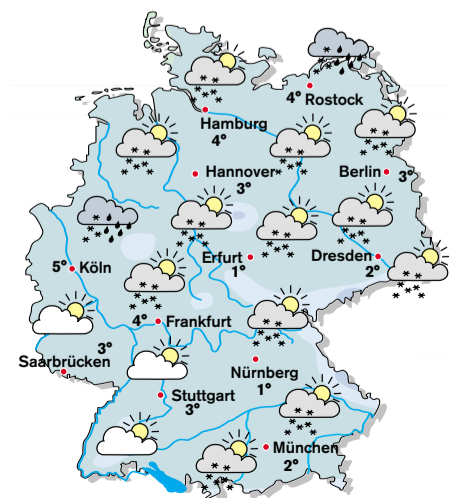 4° Rostock
Hamburg
4°
Hannover
3°
Berlin
3°
Erfurt
1°
Dresden
2°
5° Köln
4° Frankfurt
3°
Saarbrücken
Nürnberg
1°
Stuttgart
3°
München
2°